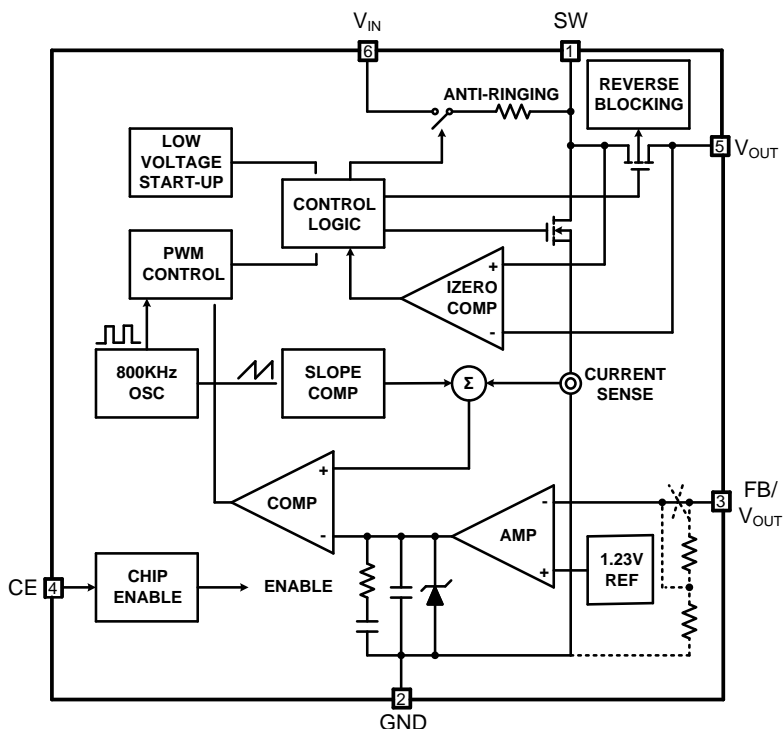 VIN
SW
6
1
ANTI-RINGING
REVERSE
BLOCKING
5
VOUT
LOW
VOLTAGE
START-UP
CONTROL
LOGIC
PWM
CONTROL
+
IZERO
COMP
-
800KHz
OSC
SLOPE
COMP
Σ
CURRENT
SENSE
+
COMP
-
-
AMP
+
1.23V
REF
3
FB/
VOUT
CE
4
CHIP
ENABLE
ENABLE
2
GND